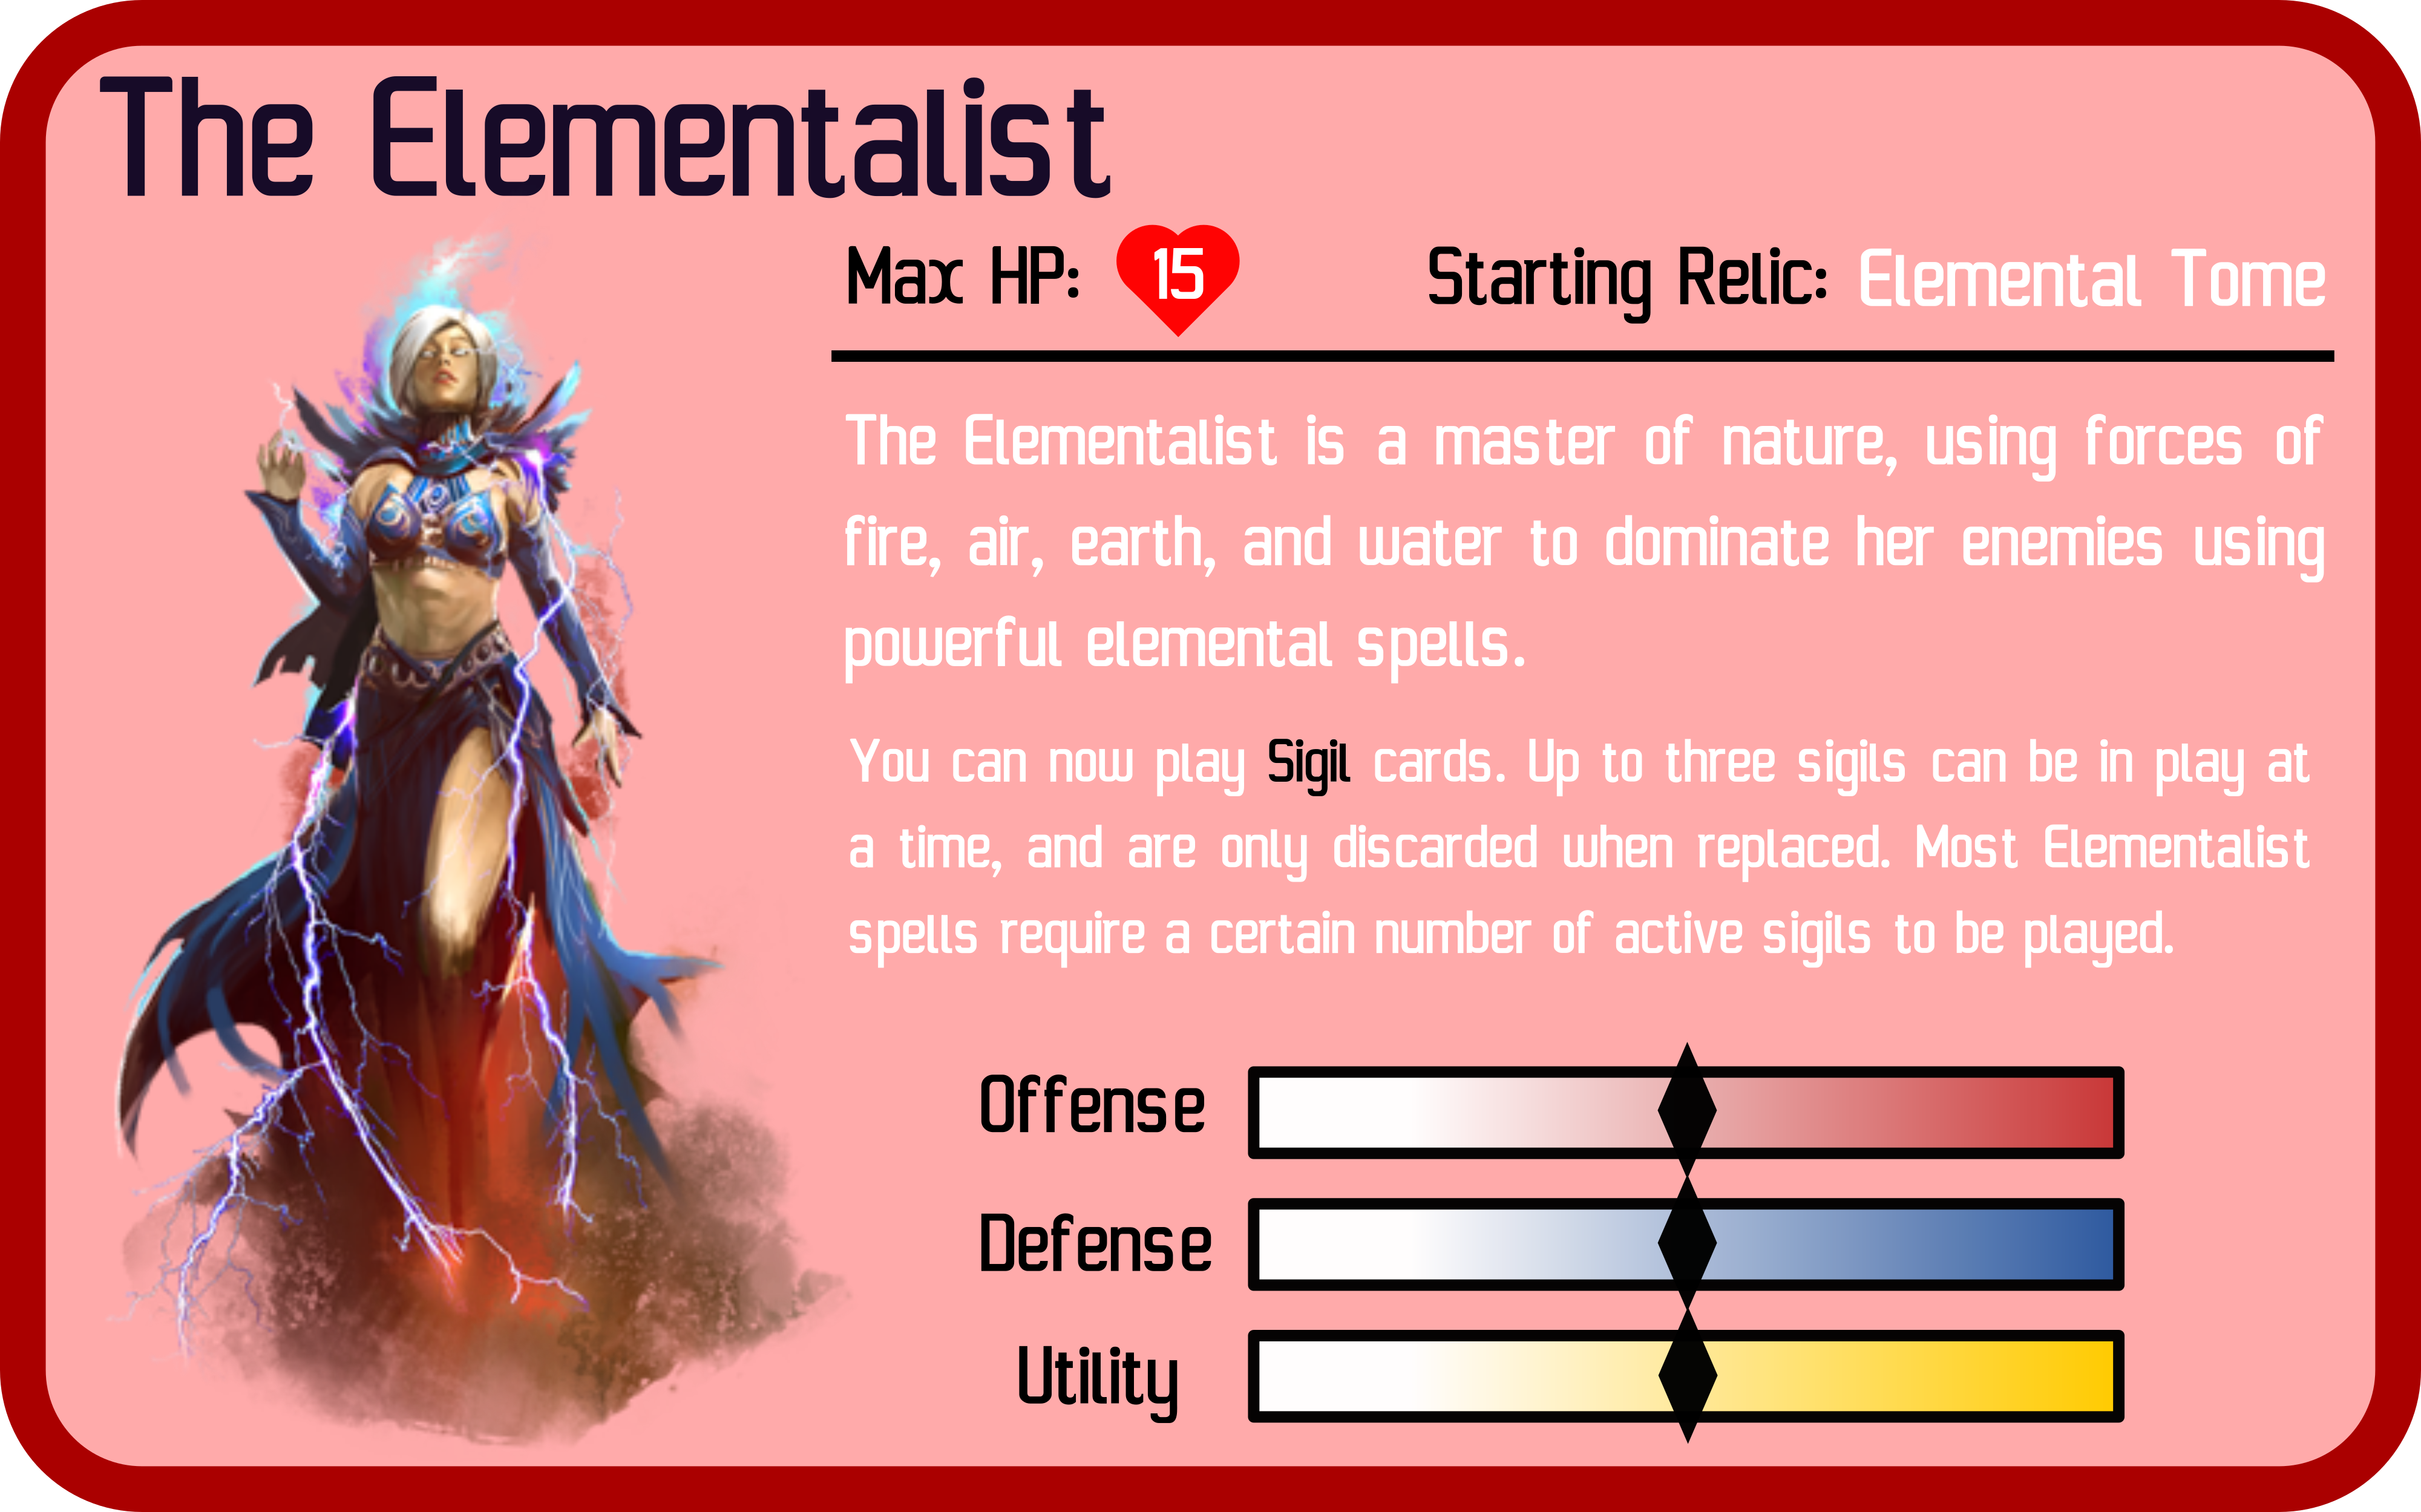 The Elementalist
Max HP: 15 Starting Relic: Elemental Tome
The Elementalist is a master of nature, using forces of
fire, air, earth, and water to dominate her enemies using
powerful elemental spells.
You can now play Sigil cards. Up to three sigils can be in play at
a time, and are only discarded when replaced. Most Elementalist
spells require a certain number of active sigils to be played.
Offense
Defense
Utility